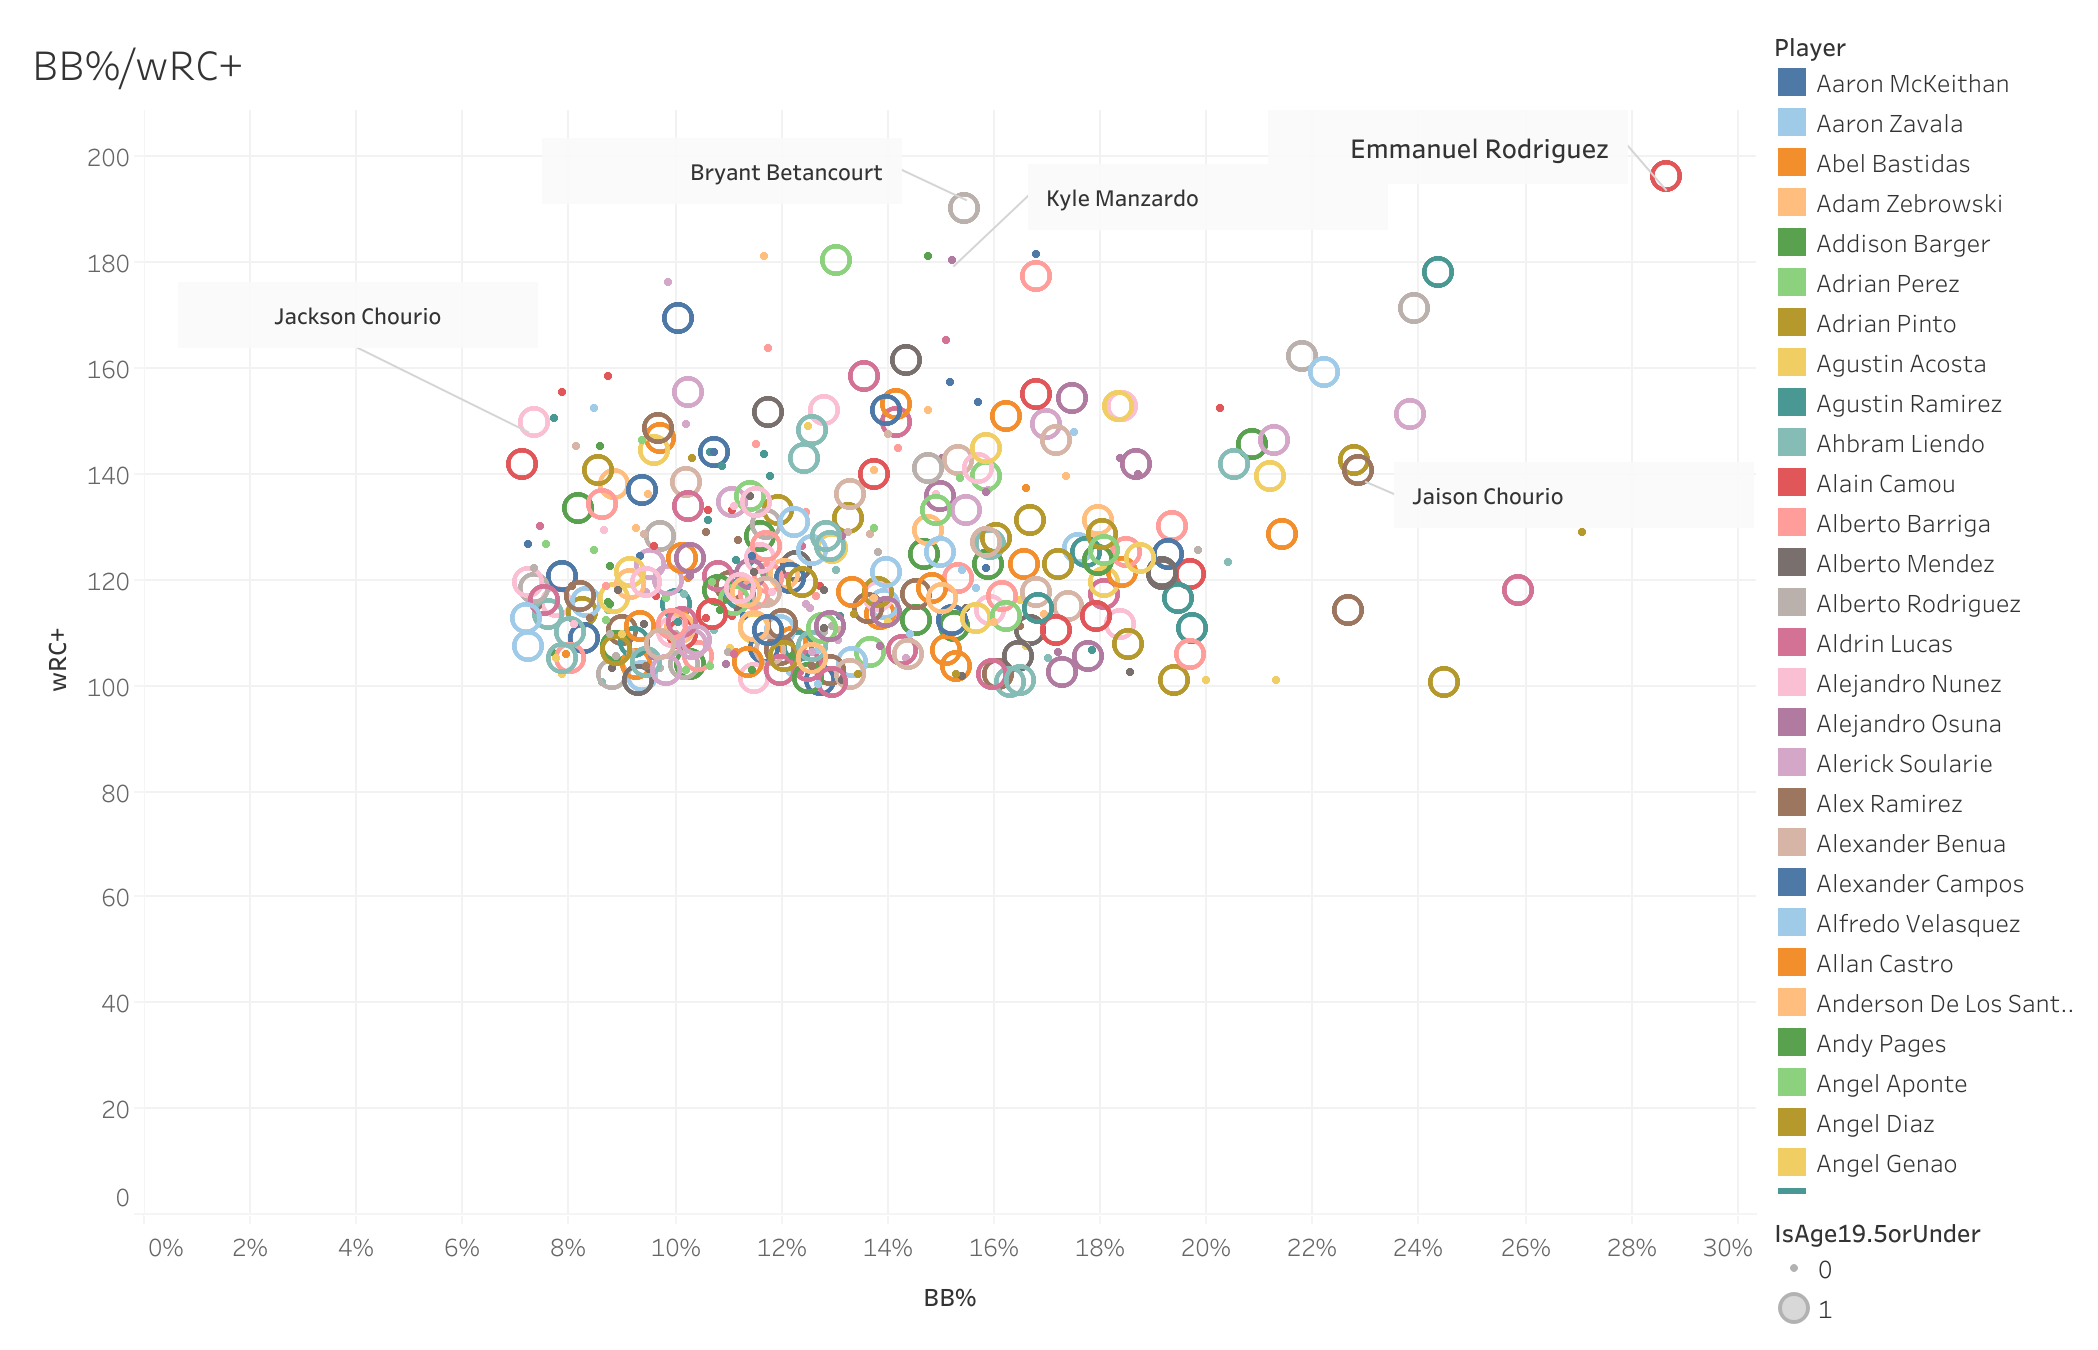 BB%/wRC+
Bryant Betancourt
Emmanuel Rodriguez
Kyle Manzardo
Jackson Chourio
Jaison Chourio
200
180
160
140
120
100
80
60
40
20
0
wRC+
0% 2% 4% 6% 8% 10% 12% 14% 16% 18% 20% 22% 24% 26% 28% 30%
BB%
Player
Aaron McKeithan
Aaron Zavala
Abel Bastidas
Adam Zebrowski
Addison Barger
Adrian Perez
Adrian Pinto
Agustin Acosta
Agustin Ramirez
Ahbram Liendo
Alain Camou
Alberto Barriga
Alberto Mendez
Alberto Rodriguez
Aldrin Lucas
Alejandro Nunez
Alejandro Osuna
Alerick Soularie
Alex Ramirez
Alexander Benua
Alexander Campos
Alfredo Velasquez
Allan Castro
Anderson De Los Sant..
Andy Pages
Angel Aponte
Angel Diaz
Angel Genao
IsAge19.5orUnder
0
1